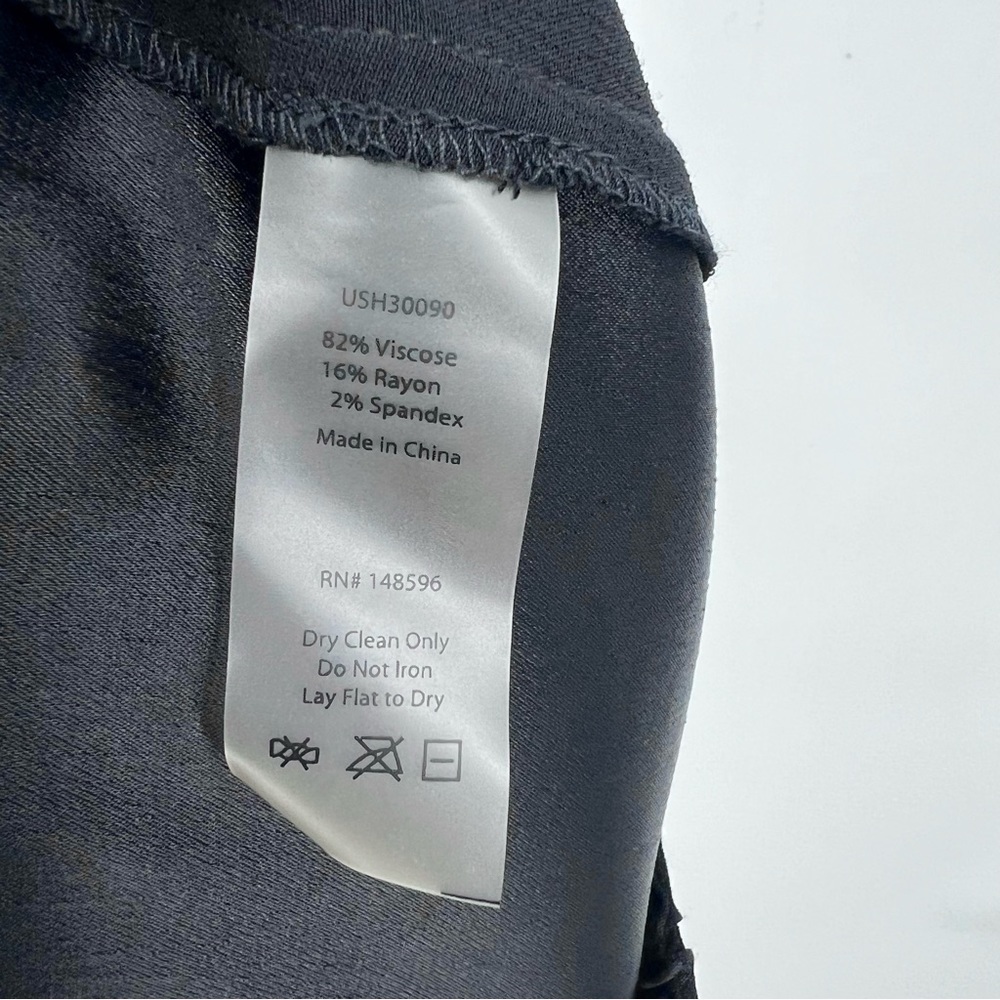 USH30090
82% Viscose
16% Rayon
2% Spandex
Made in China
RN# 148596
Dry Clean Only
Do Not Iron
Lay Flat to Dry